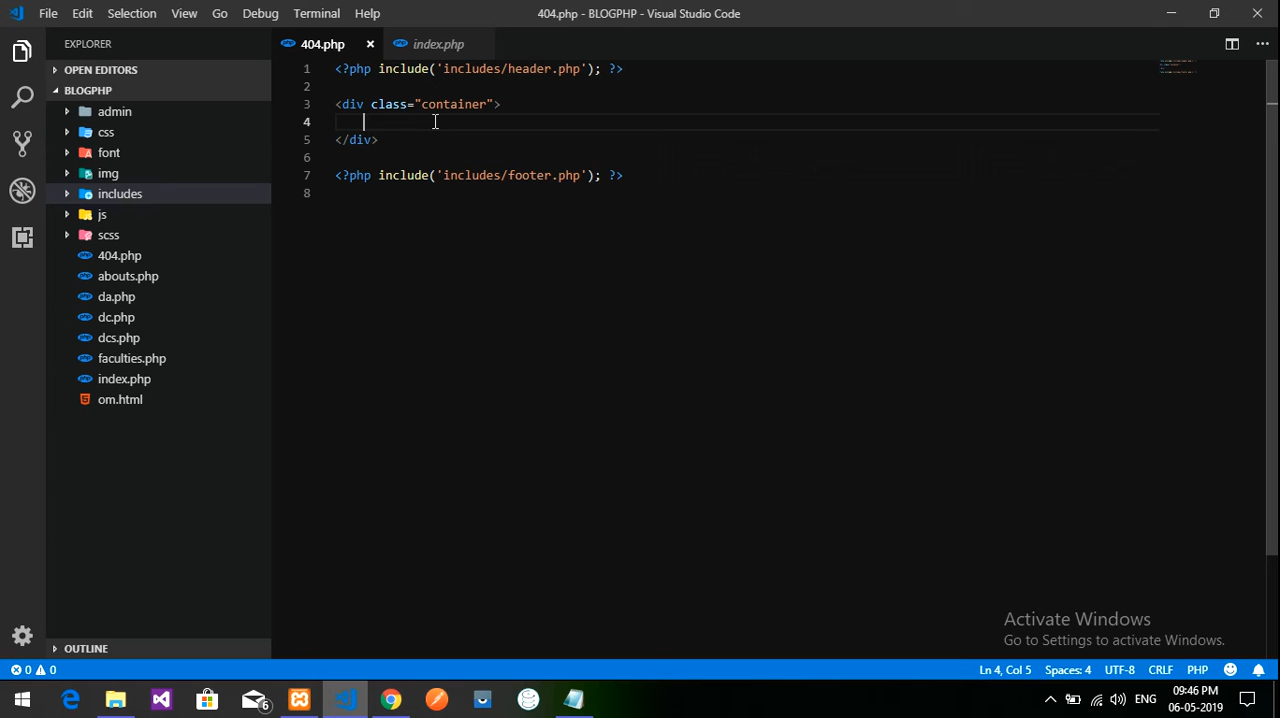 File Edit Selection View Go Debug Terminal Help
404.php - BLOGPHP - Visual Studio Code
EXPLORER
404.php
index.php
OPEN EDITORS
BLOGPHP
admin
css
font
img
includes
js
scss
404.php
abouts.php
da.php
dc.php
dcs.php
faculties.php
index.php
om.html
OUTLINE
1 <?php include('includes/header.php'); ?>
2
3 <div class="container">
4
5 </div>
6
7 <?php include('includes/footer.php'); ?>
8
Activate Windows
Go to Settings to activate Windows.
0 0
Ln 4, Col 5 Spaces: 4 UTF-8 CRLF PHP
6
ENG
09:46 PM
06-05-2019